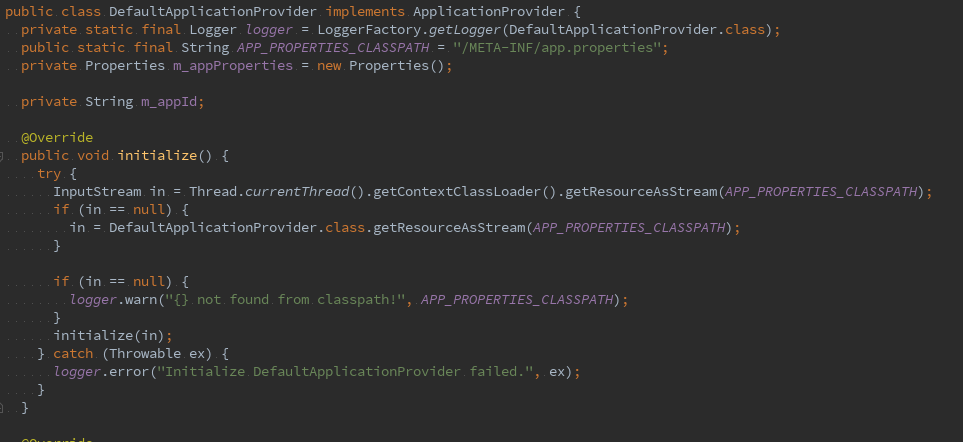 public class DefaultApplicationProvider implements ApplicationProvider {
private static final Logger logger = LoggerFactory.getLogger(DefaultApplicationProvider.class);
public static final String APP_PROPERTIES_CLASSPATH = "/META-INF/app.properties";
private Properties m_appProperties = new Properties();
private String m_appId;
@Override
public void initialize() {
try {
InputStream in = Thread.currentThread().getContextClassLoader().getResourceAsStream(APP_PROPERTIES_CLASSPATH);
if (in == null) {
in = DefaultApplicationProvider.class.getResourceAsStream(APP_PROPERTIES_CLASSPATH);
}
if (in == null) {
logger.warn("{} not found from classpath!", APP_PROPERTIES_CLASSPATH);
}
initialize(in);
} catch (Throwable ex) {
logger.error("Initialize DefaultApplicationProvider failed.", ex);
}
}